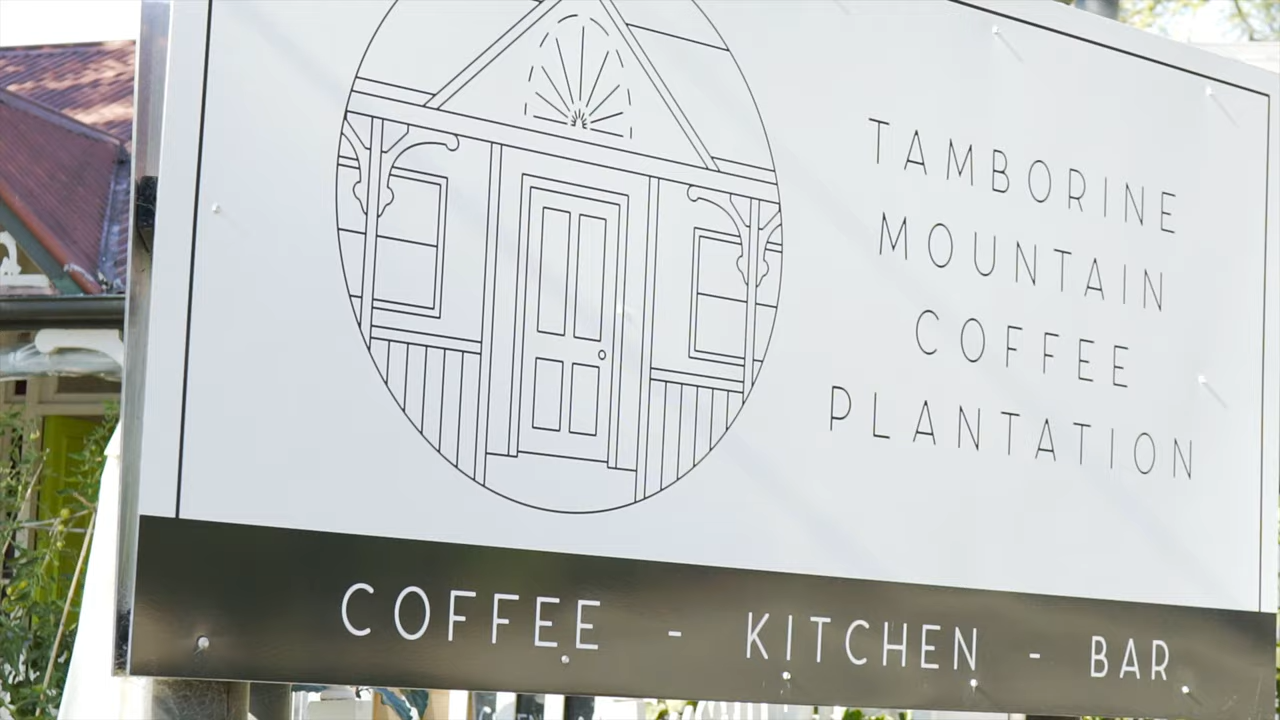 TAMBORINE
MOUNTAIN
COFFEE
PLANTATION
COFFEE - KITCHEN - BAR